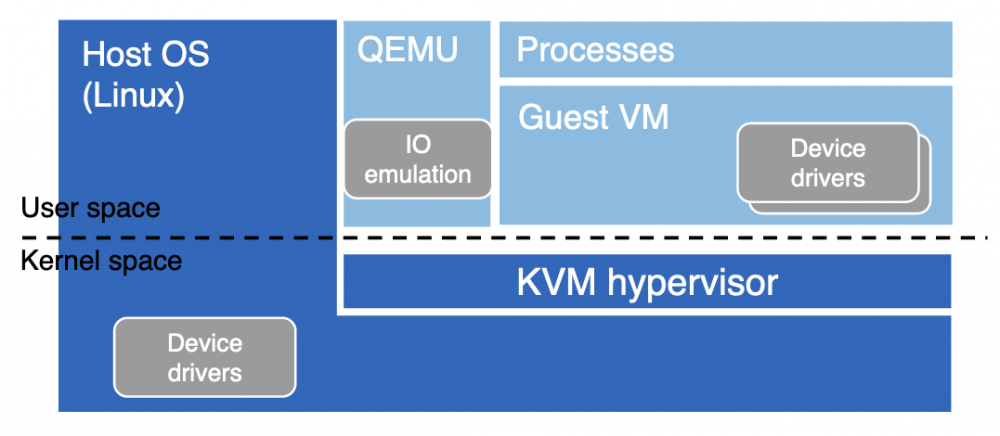 Host OS
(Linux)
QEMU
Processes
IO
emulation
Guest VM
Device
drivers
User space
Kernel space
KVM hypervisor
Device
drivers